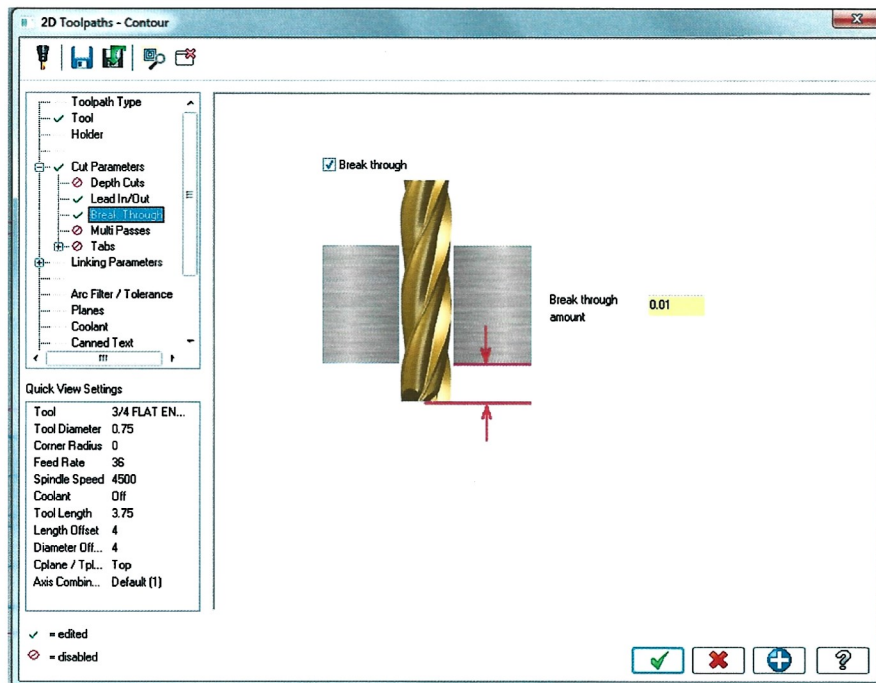 2D Toolpaths - Contour
Toolpath Type
Tool
Holder
Cut Parameters
Depth Cuts
Lead In/Out
Break Through
Multi Passes
Tabs
Linking Parameters
Arc Filter / Tolerance
Planes
Coolant
Canned Text
Break through
Break through
amount
0.01
Quick View Settings
Tool 3/4 FLAT EN...
Tool Diameter 0.75
Corner Radius 0
Feed Rate 36
Spindle Speed 4500
Coolant Off
Tool Length 3.75
Length Offset 4
Diameter Off... 4
Cplane / Tpl... Top
Axis Combin... Default (1)
= edited
= disabled